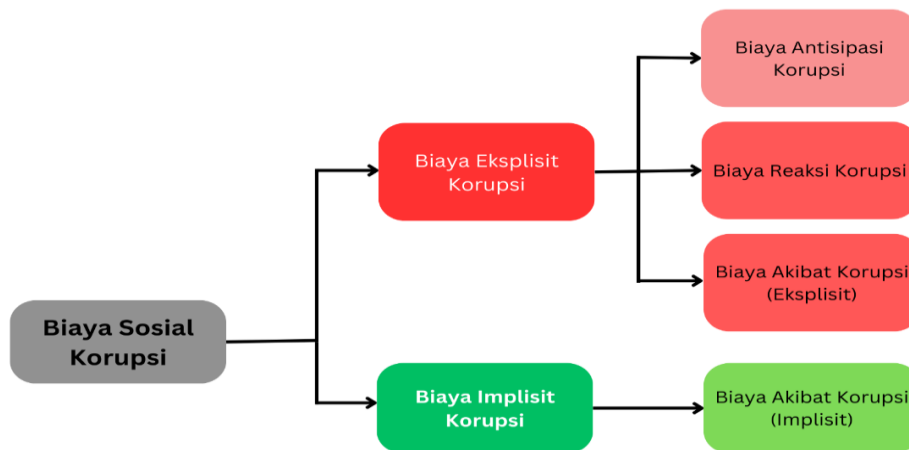 Biaya Antisipasi
Korupsi
Biaya Eksplisit
Korupsi
Biaya Reaksi Korupsi
Biaya Akibat Korupsi
(Eksplisit)
Biaya Sosial
Korupsi
Biaya Implisit
Korupsi
Biaya Akibat Korupsi
(Implisit)